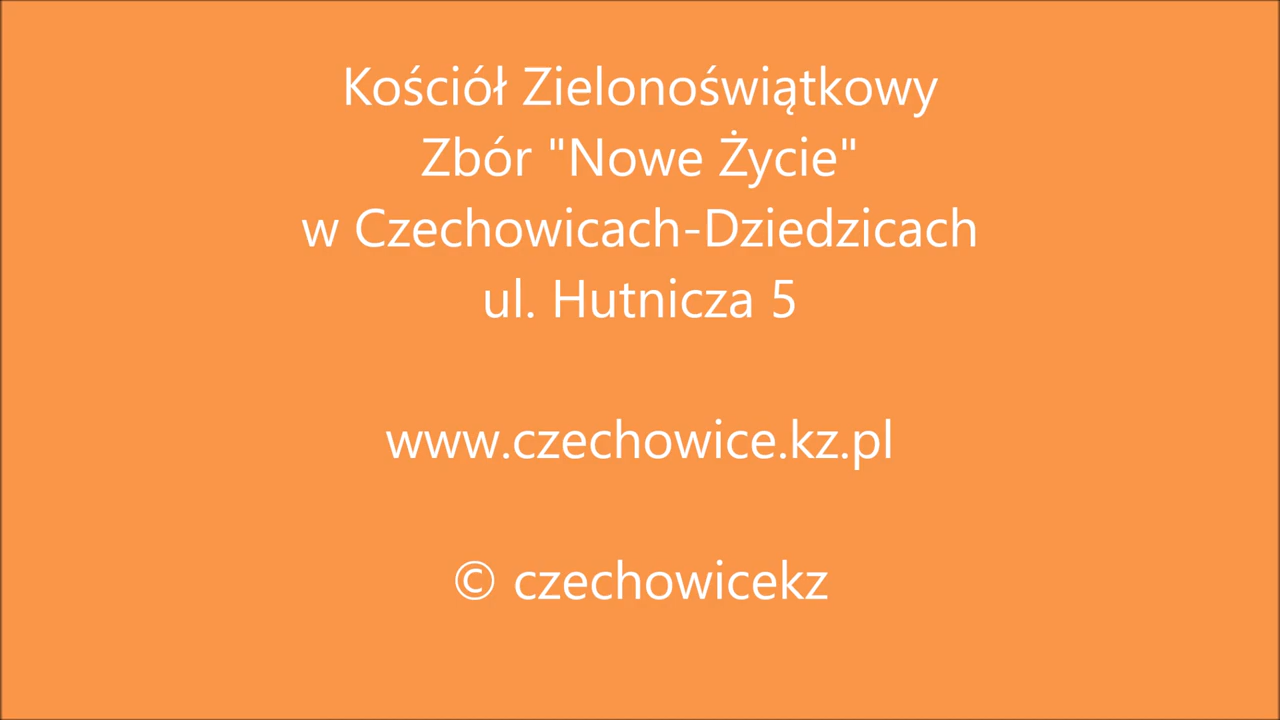 Kościół Zielonoświątkowy
Zbór "Nowe Życie"
w Czechowicach-Dziedzicach
ul. Hutnicza 5
www.czechowice.kz.pl
© czechowicekz